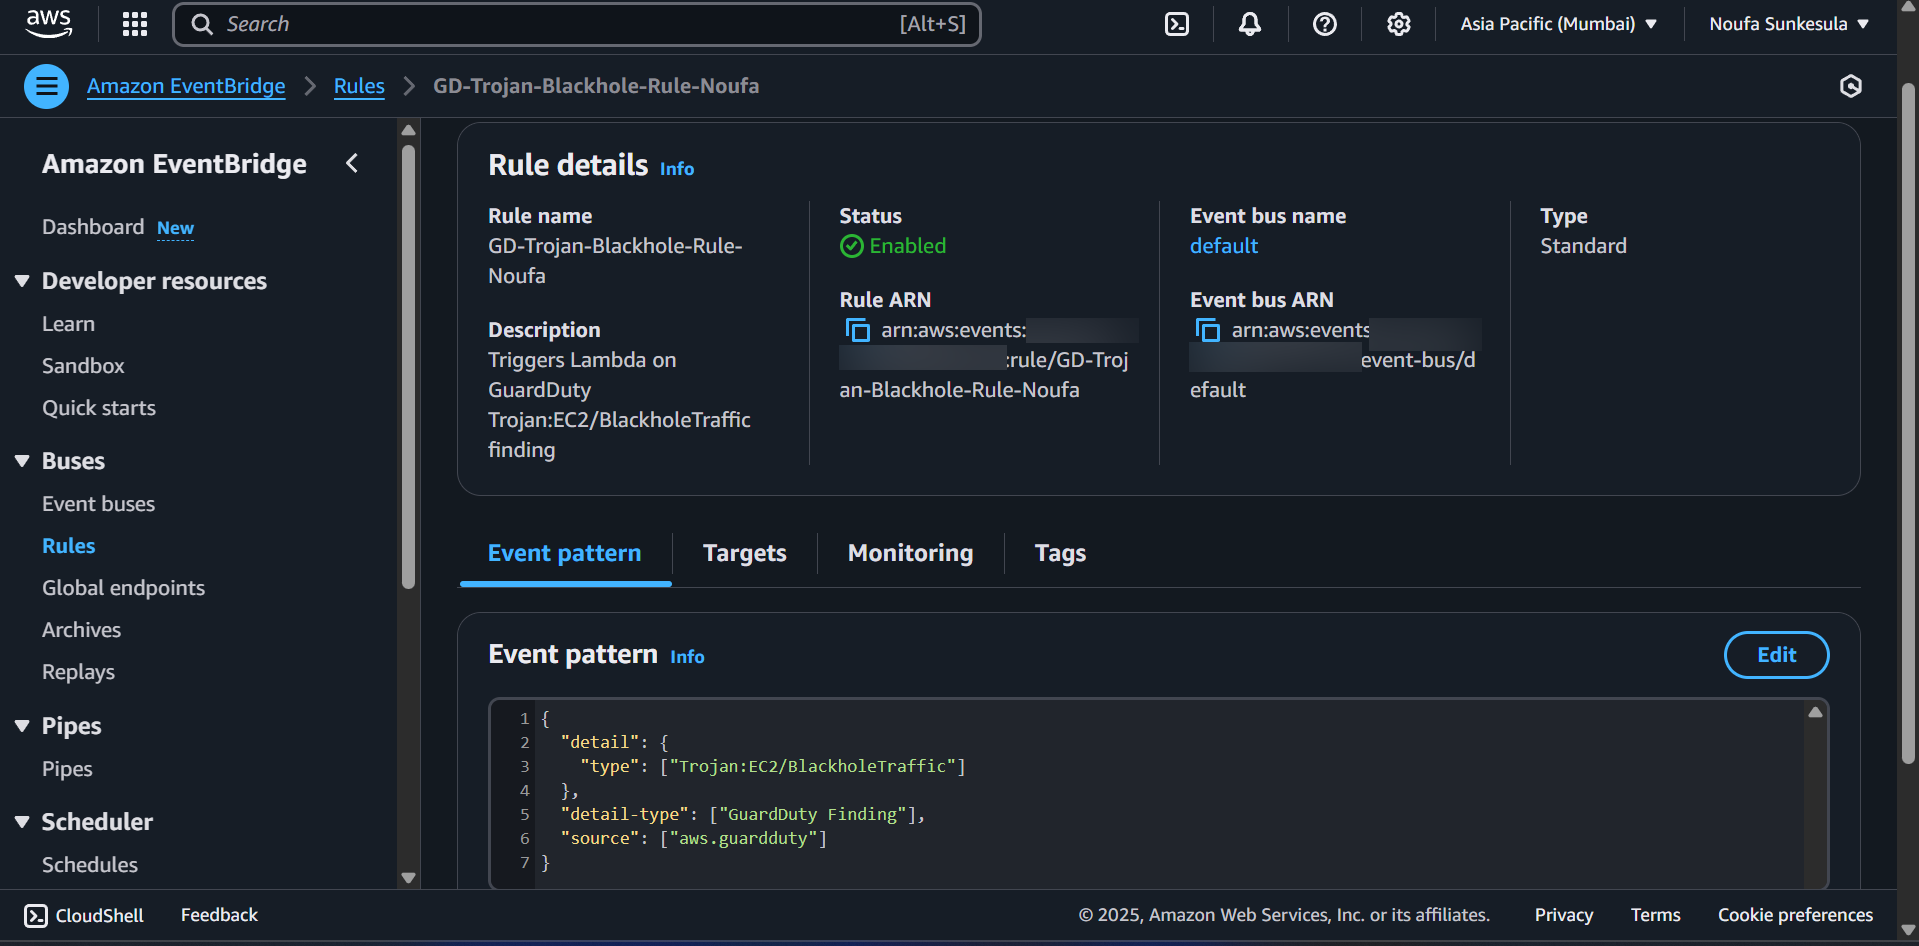 aws
Search
[Alt+S]
Asia Pacific (Mumbai)
Noufa Sunkesula
Amazon EventBridge
Rules
GD-Trojan-Blackhole-Rule-Noufa
Amazon EventBridge
Dashboard New
Developer resources
Learn
Sandbox
Quick starts
Buses
Event buses
Rules
Global endpoints
Archives
Replays
Pipes
Pipes
Scheduler
Schedules
Rule details Info
Rule name
GD-Trojan-Blackhole-Rule-
Noufa
Description
Triggers Lambda on
GuardDuty
Trojan:EC2/BlackholeTraffic
finding
Status
Enabled
Rule ARN
arn:aws:events:
:rule/GD-Troj
an-Blackhole-Rule-Noufa
Event bus name
default
Event bus ARN
arn:aws:events
event-bus/d
efault
Type
Standard
Event pattern
Targets
Monitoring
Tags
Event pattern Info
Edit
1 {
2 "detail": {
3 "type": ["Trojan:EC2/BlackholeTraffic"]
4 },
5 "detail-type": ["GuardDuty Finding"],
6 "source": ["aws.guardduty"]
7 }
CloudShell
Feedback
© 2025, Amazon Web Services, Inc. or its affiliates.
Privacy
Terms
Cookie preferences